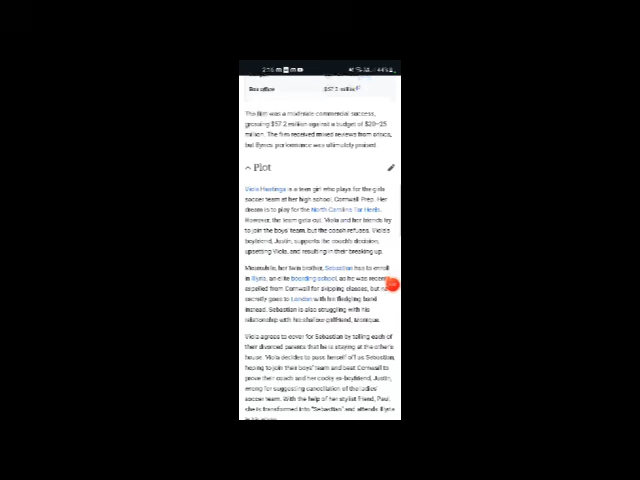 Box office $57.2 million
The film was a moderate commercial success,
grossing $57.2 million against a budget of $20–25
million. The film received mixed reviews from critics,
but Bynes' performance was ultimately praised.
Plot
Viola Hastings is a teen girl who plays for the girls
soccer team at her high school, Cornwall Prep. Her
dream is to play for the North Carolina Tar Heels.
However, the team gets cut. Viola and her friends try
to join the boys' team, but the coach refuses. Viola's
boyfriend, Justin, supports the coach's decision,
upsetting Viola, and resulting in their breaking up.
Meanwhile, her twin brother, Sebastian has to enroll
in Illyria, an elite boarding school, as he was recently
expelled from Cornwall for skipping classes, but he
secretly goes to London with his fledgling band
instead. Sebastian is also struggling with his
relationship with his shallow girlfriend, Monique.
Viola agrees to cover for Sebastian by telling each of
their divorced parents that he is staying at the other's
house. Viola decides to pass herself off as Sebastian,
hoping to join their boys' team and beat Cornwall to
prove their coach and her cocky ex-boyfriend, Justin,
wrong for suggesting cancellation of the ladies'
soccer team. With the help of her stylist friend, Paul,
she is transformed into "Sebastian" and attends Illyria